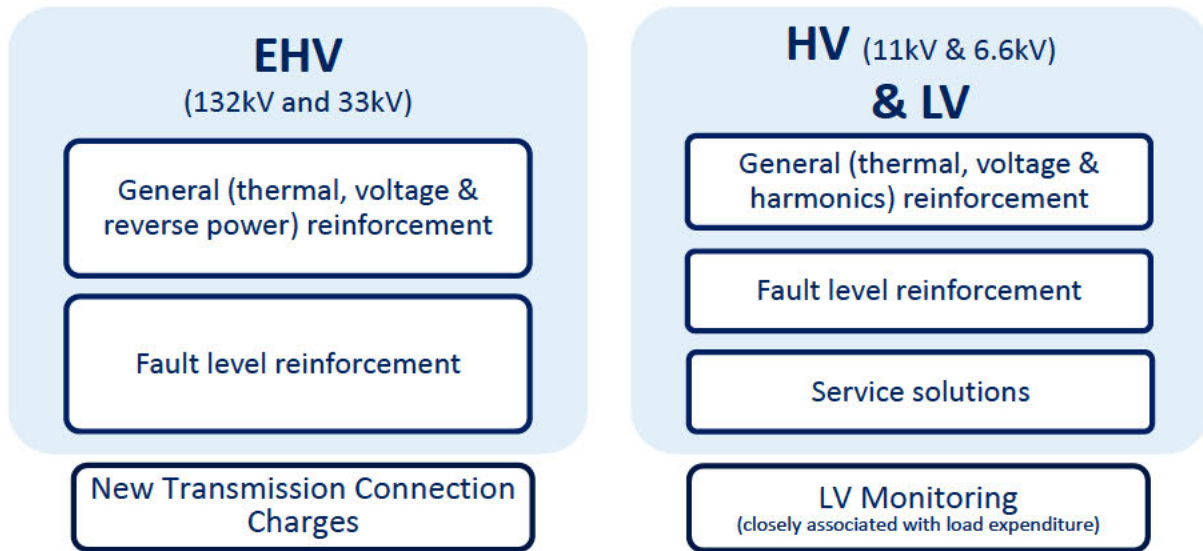 EHV
(132kV and 33kV)
General (thermal, voltage &
reverse power) reinforcement
Fault level reinforcement
New Transmission Connection
Charges
HV (11kV & 6.6kV)
& LV
General (thermal, voltage &
harmonics) reinforcement
Fault level reinforcement
Service solutions
LV Monitoring
(closely associated with load expenditure)